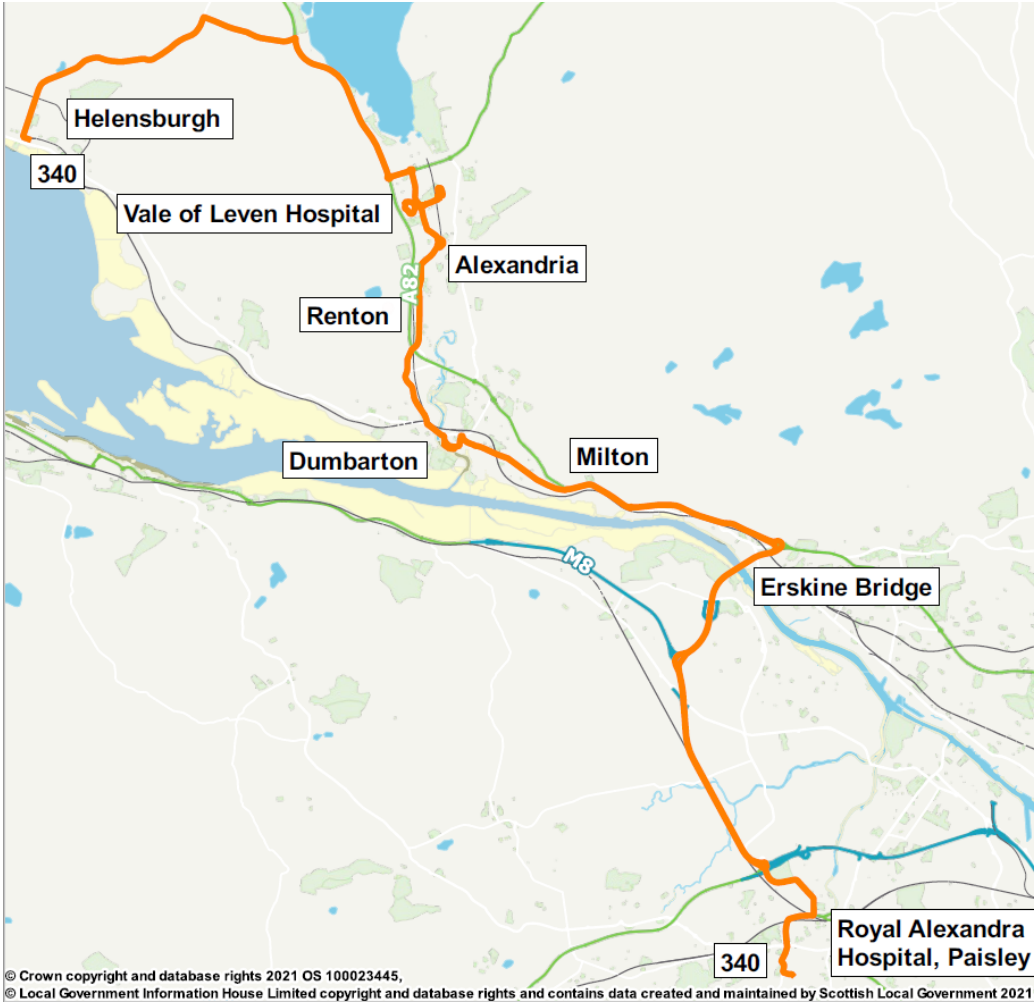 Helensburgh
340
Vale of Leven Hospital
Alexandria
A82
Renton
Dumbarton
Milton
M8
Erskine Bridge
Royal Alexandra
Hospital, Paisley
340
© Crown copyright and database rights 2021 OS 100023445,
© Local Government Information House Limited copyright and database rights and contains data created and maintained by Scottish Local Government 2021